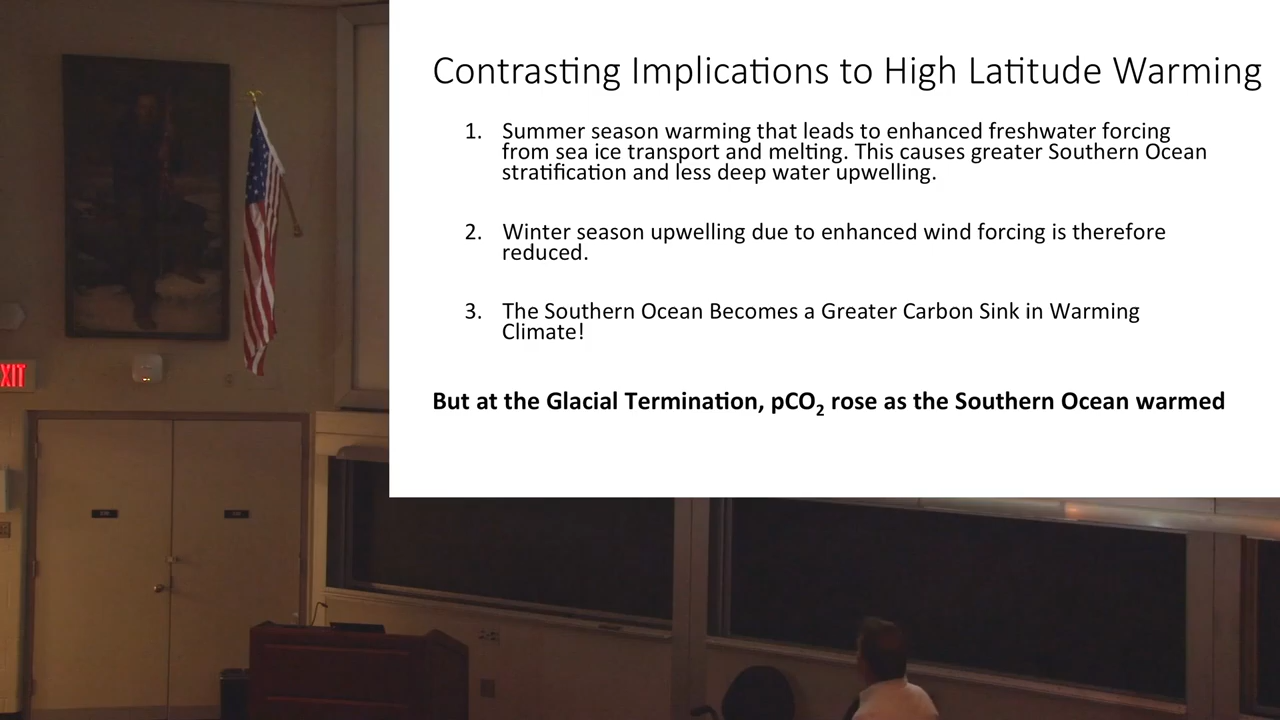 Contrasting Implications to High Latitude Warming
1. Summer season warming that leads to enhanced freshwater forcing
from sea ice transport and melting. This causes greater Southern Ocean
stratification and less deep water upwelling.
2. Winter season upwelling due to enhanced wind forcing is therefore
reduced.
3. The Southern Ocean Becomes a Greater Carbon Sink in Warming
Climate!
But at the Glacial Termination, pCO₂ rose as the Southern Ocean warmed
XIT